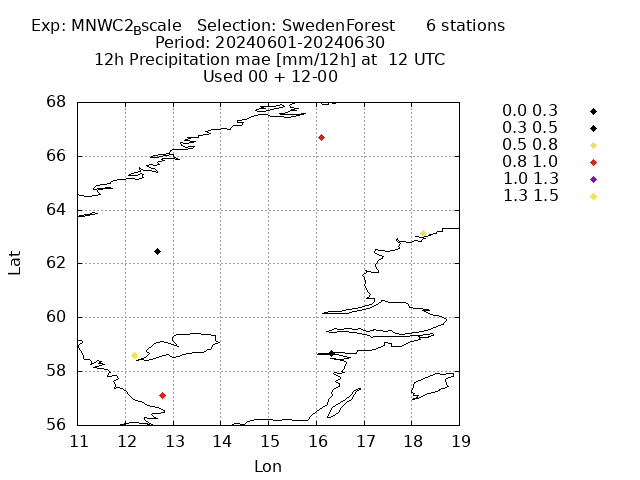 Exp: MNWC2_Bscale   Selection: SwedenForest      6 stations
Period: 20240601-20240630
12h Precipitation mae [mm/12h] at  12 UTC
Used 00 + 12-00
0.0 0.3
0.3 0.5
0.5 0.8
0.8 1.0
1.0 1.3
1.3 1.5
68
66
64
62
60
58
56
Lat
11 12 13 14 15 16 17 18 19
Lon